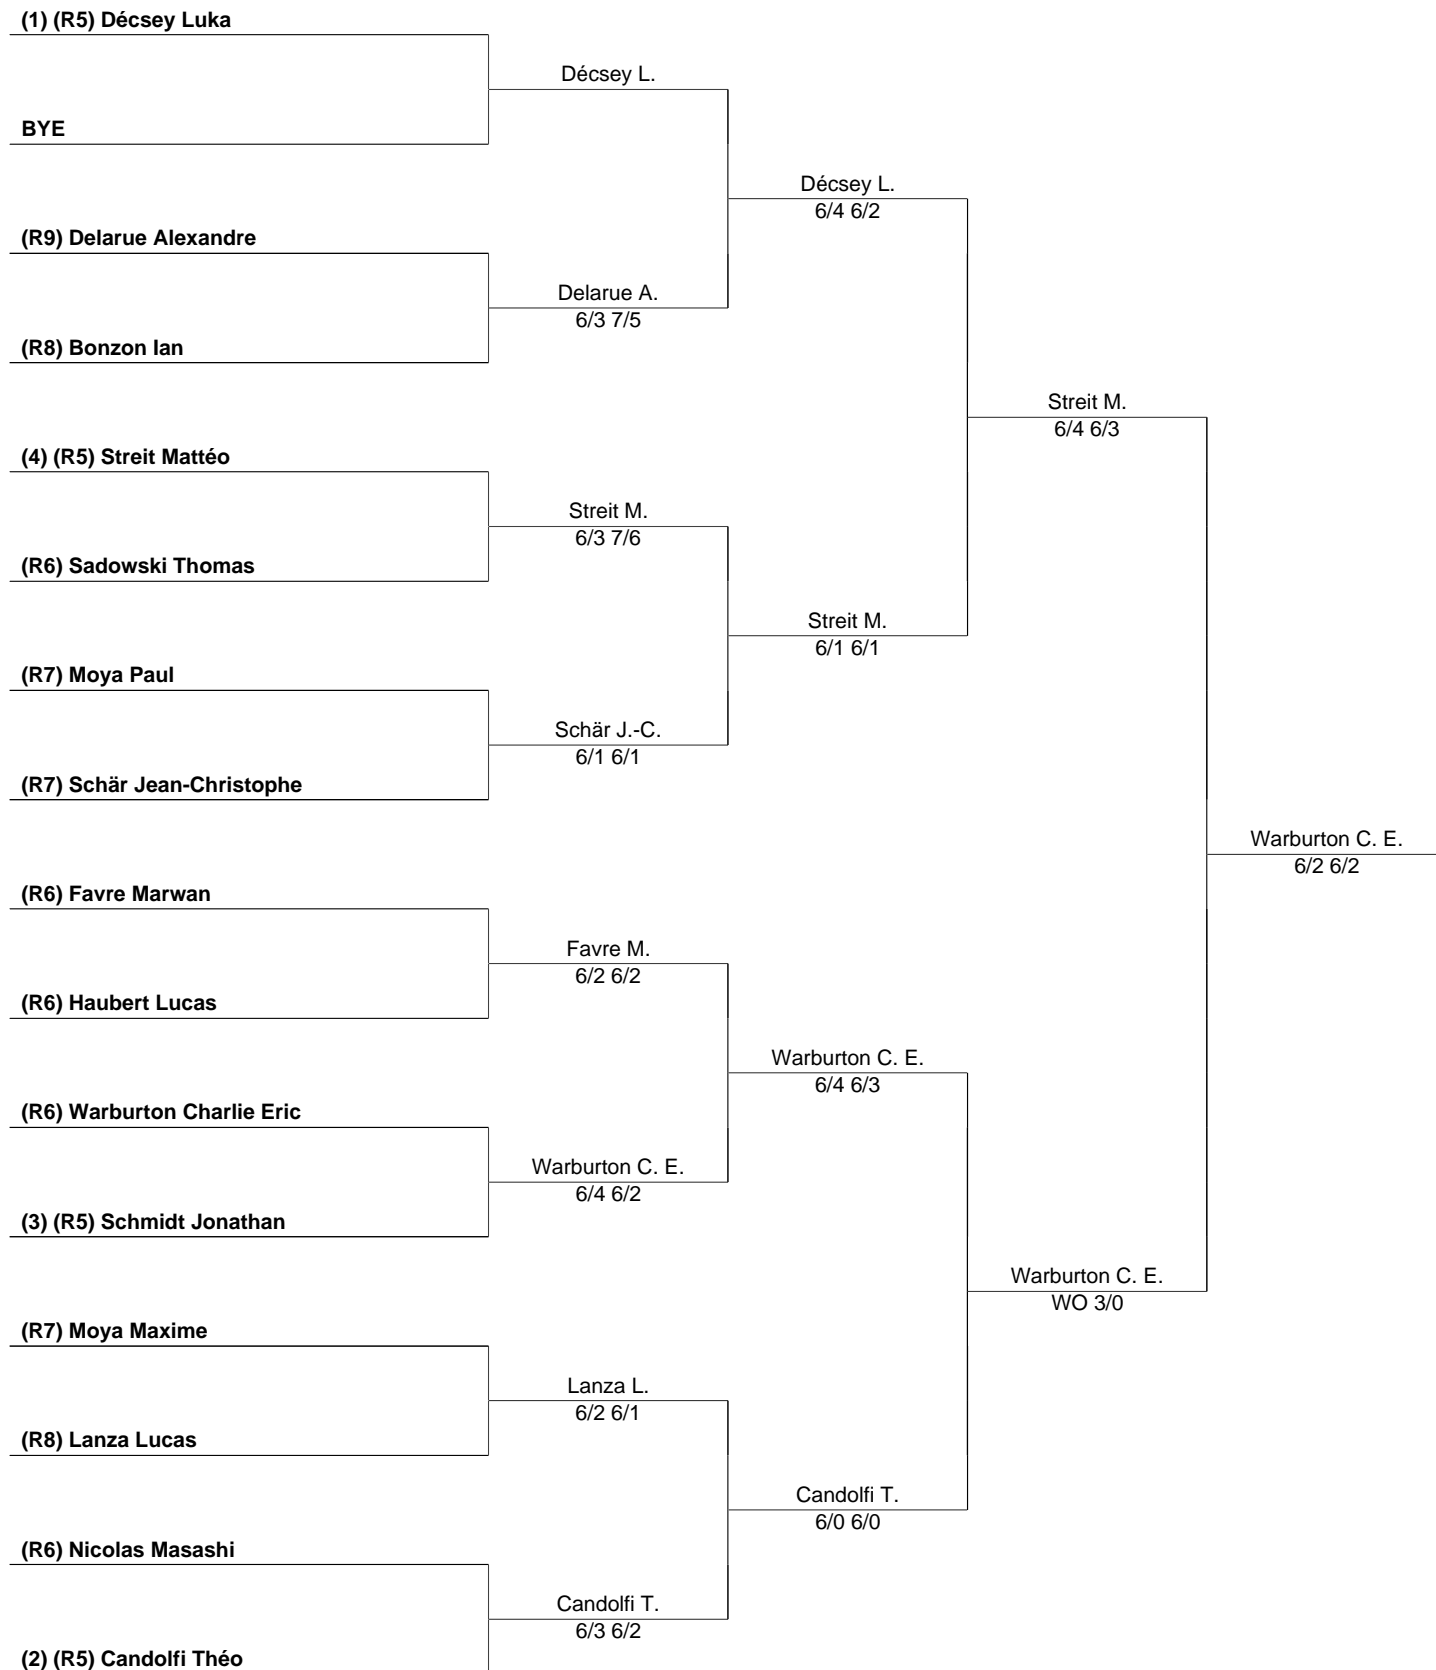 (1) (R5) Décsey Luka
Décsey L.
BYE
Décsey L.
6/4 6/2
(R9) Delarue Alexandre
Delarue A.
6/3 7/5
(R8) Bonzon Ian
Streit M.
6/4 6/3
(4) (R5) Streit Mattéo
Streit M.
6/3 7/6
(R6) Sadowski Thomas
Streit M.
6/1 6/1
(R7) Moya Paul
Schär J.-C.
6/1 6/1
(R7) Schär Jean-Christophe
Warburton C. E.
6/2 6/2
(R6) Favre Marwan
Favre M.
6/2 6/2
(R6) Haubert Lucas
Warburton C. E.
6/4 6/3
(R6) Warburton Charlie Eric
Warburton C. E.
6/4 6/2
(3) (R5) Schmidt Jonathan
Warburton C. E.
WO 3/0
(R7) Moya Maxime
Lanza L.
6/2 6/1
(R8) Lanza Lucas
Candolfi T.
6/0 6/0
(R6) Nicolas Masashi
Candolfi T.
6/3 6/2
(2) (R5) Candolfi Théo